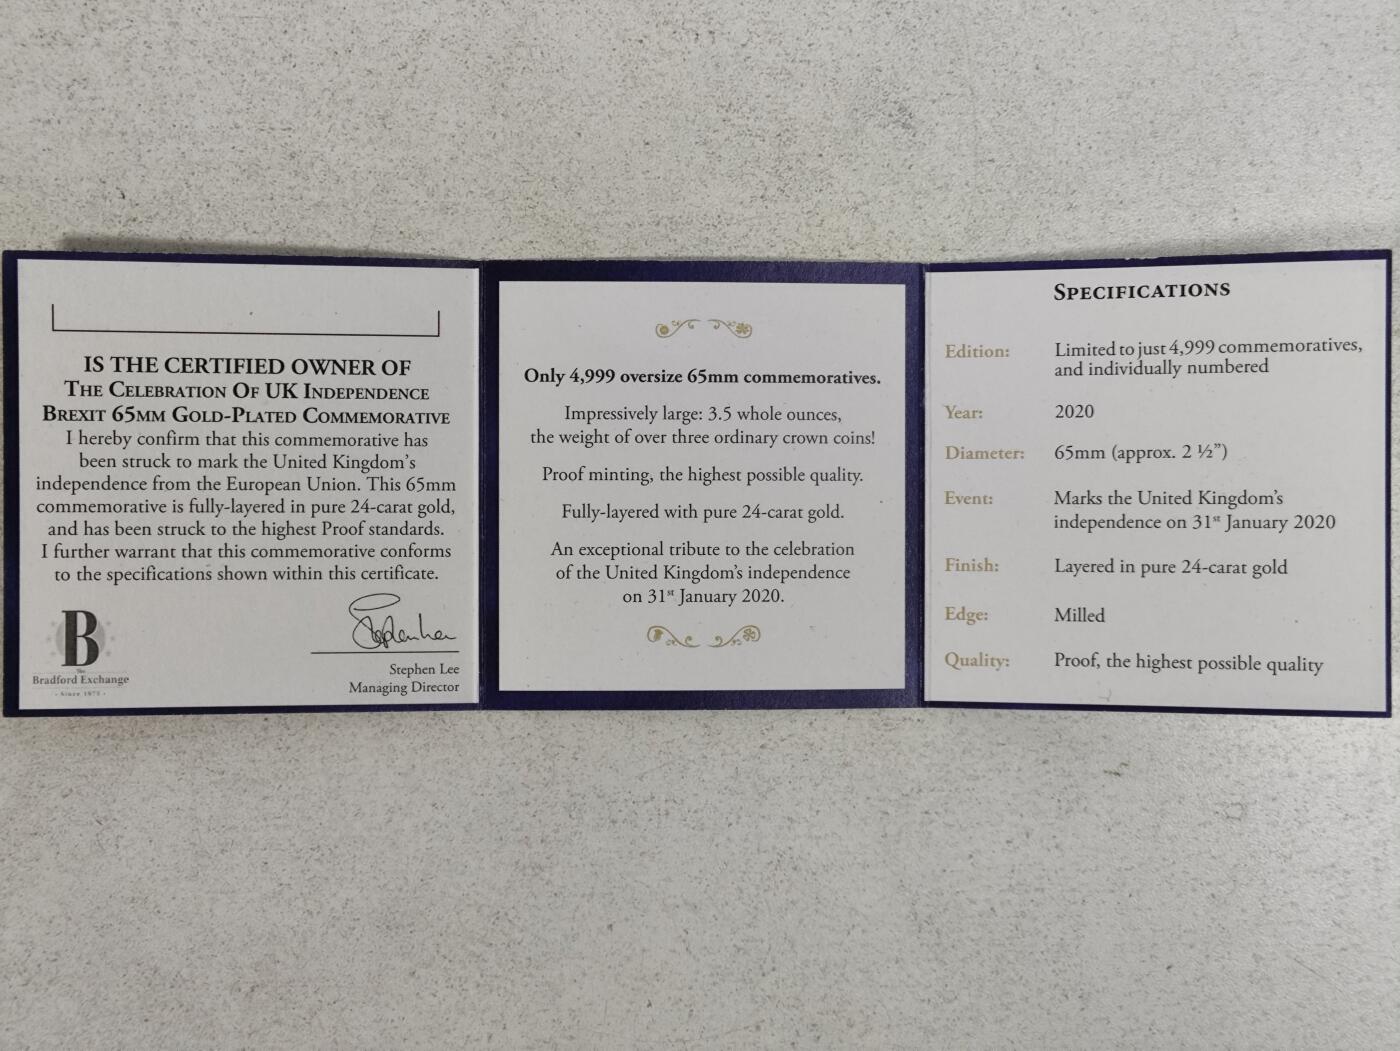 IS THE CERTIFIED OWNER OF
THE CELEBRATION OF UK INDEPENDENCE
BREXIT 65MM GOLD-PLATED COMMEMORATIVE
I hereby confirm that this commemorative has
been struck to mark the United Kingdom's
independence from the European Union. This 65mm
commemorative is fully-layered in pure 24-carat gold,
and has been struck to the highest Proof standards.
I further warrant that this commemorative conforms
to the specifications shown within this certificate.
B
The
Bradford Exchange
- Since 1973 -
Stephen Lee
Stephen Lee
Managing Director
Only 4,999 oversize 65mm commemoratives.
Impressively large: 3.5 whole ounces,
the weight of over three ordinary crown coins!
Proof minting, the highest possible quality.
Fully-layered with pure 24-carat gold.
An exceptional tribute to the celebration
of the United Kingdom's independence
on 31st January 2020.
SPECIFICATIONS
Edition: Limited to just 4,999 commemoratives,
and individually numbered
Year: 2020
Diameter: 65mm (approx. 2 ½")
Event: Marks the United Kingdom's
independence on 31st January 2020
Finish: Layered in pure 24-carat gold
Edge: Milled
Quality: Proof, the highest possible quality